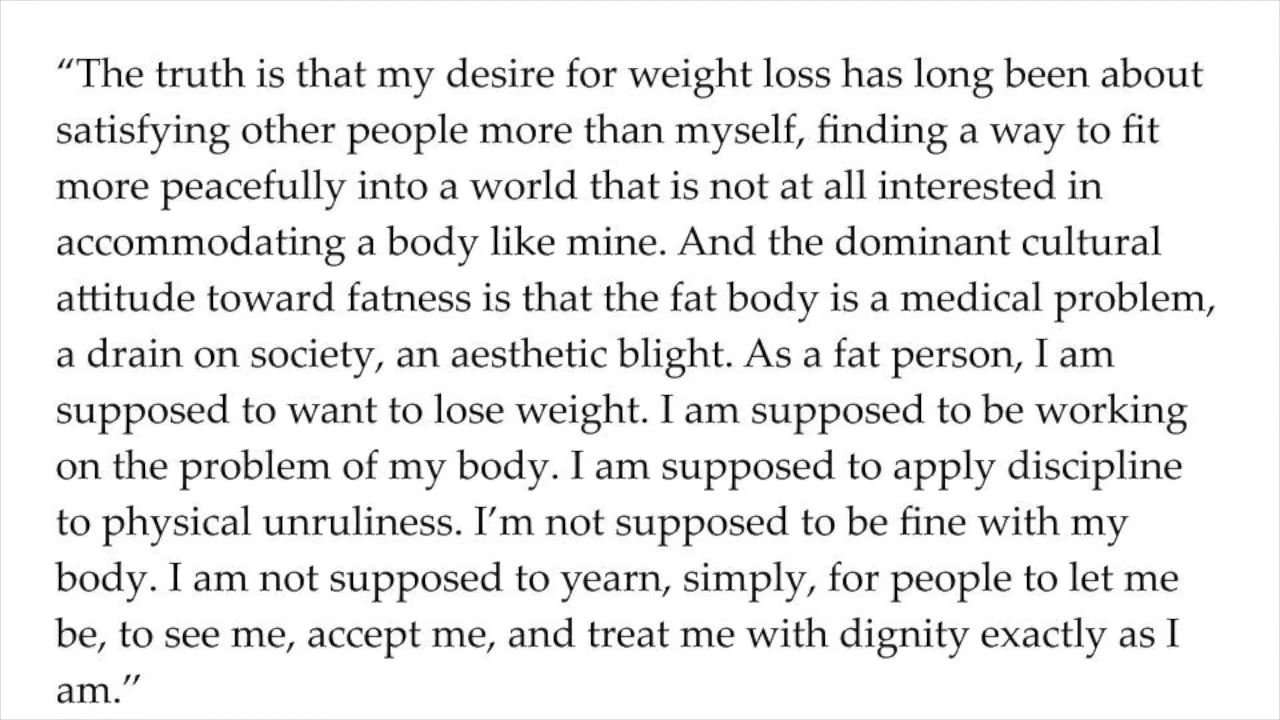 “The truth is that my desire for weight loss has long been about
satisfying other people more than myself, finding a way to fit
more peacefully into a world that is not at all interested in
accommodating a body like mine. And the dominant cultural
attitude toward fatness is that the fat body is a medical problem,
a drain on society, an aesthetic blight. As a fat person, I am
supposed to want to lose weight. I am supposed to be working
on the problem of my body. I am supposed to apply discipline
to physical unruliness. I’m not supposed to be fine with my
body. I am not supposed to yearn, simply, for people to let me
be, to see me, accept me, and treat me with dignity exactly as I
am.”